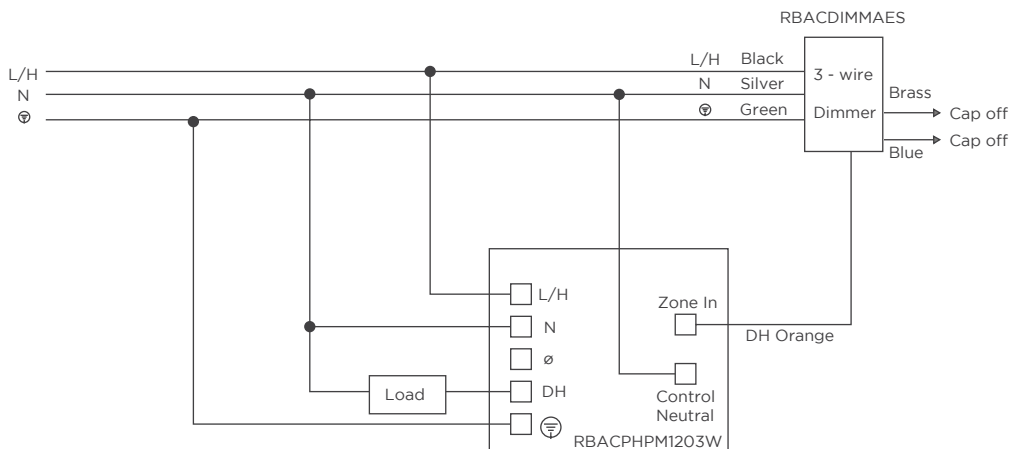 RBACDIMMAES
L/H
N
L/H Black
N Silver
Green
3 - wire
Dimmer
Brass
Cap off
Blue
Cap off
L/H
N
ø
DH
Load
Zone In
DH Orange
Control
Neutral
RBACPHPM1203W